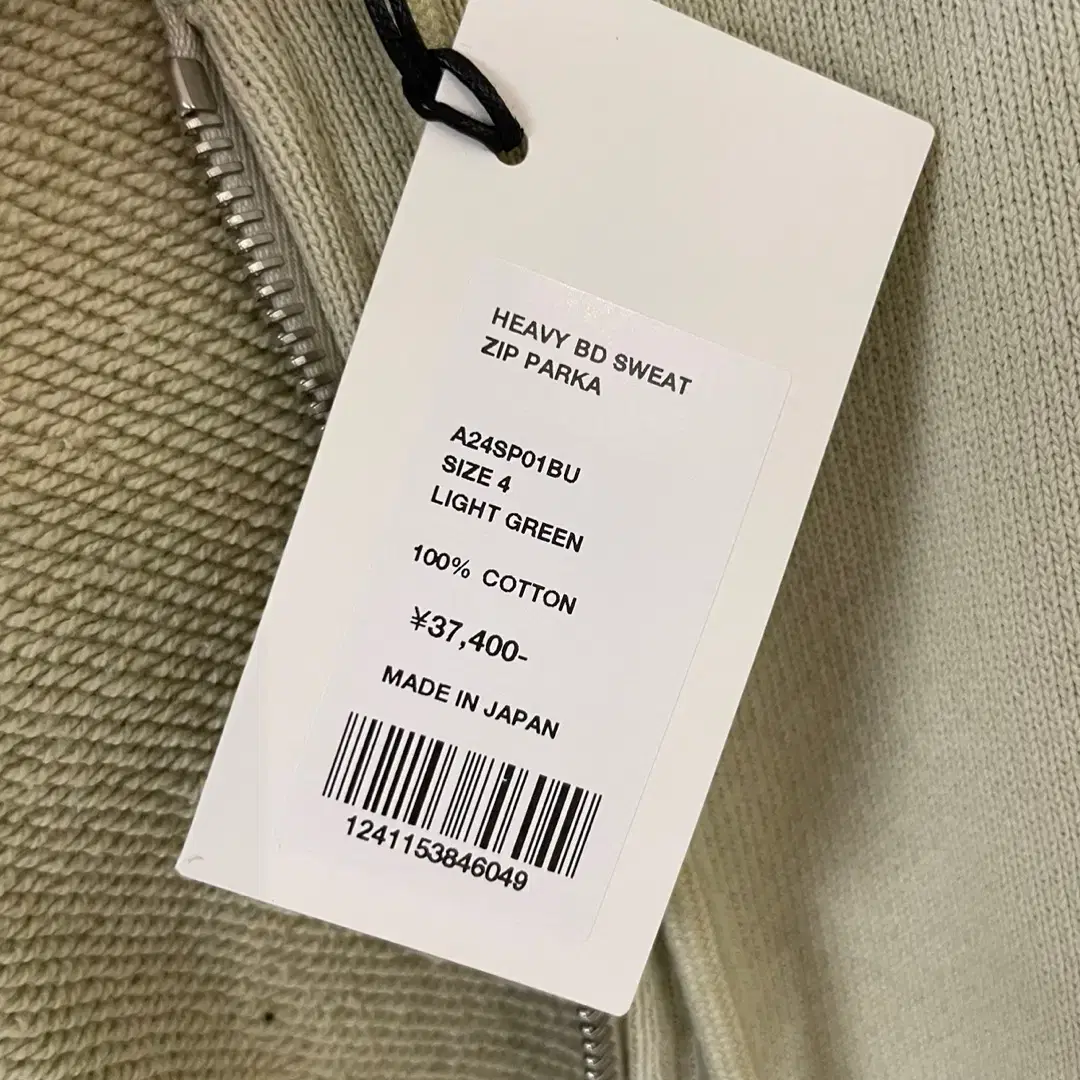 HEAVY BD SWEAT
ZIP PARKA
A24SP01BU
SIZE 4
LIGHT GREEN
100% COTTON
¥37,400-
MADE IN JAPAN
1241153846049